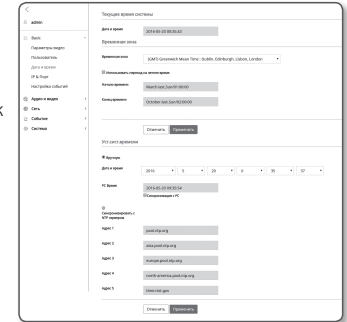 к
<
admin
Basic
Параметры видео
Пользователь
Дата и время
IP & Порт
Настройка событий
Аудио и видео
Сеть
Событие
Система
Текущее время системы
Дата и время 2016-05-20 09:35:53
Временная зона
Временная зона (GMT) Greenwich Mean Time : Dublin, Edinburgh, Lisbon, London
Использовать переход на летнее время
Начало времени March last.Sun/01:00:00
Конец времени October last.Sun/02:00:00
Отменить Применить
Уст сист времени
Вручную
Дата и время 2016 5 20 0 35 37
PC Время 2016-05-20 09:35:54
Синхронизация с PC
Синхронизировать с NTP сервером
Адрес 1 pool.ntp.org
Адрес 2 asia.pool.ntp.org
Адрес 3 europe.pool.ntp.org
Адрес 4 north-america.pool.ntp.org
Адрес 5 time.nist.gov
Отменить Применить